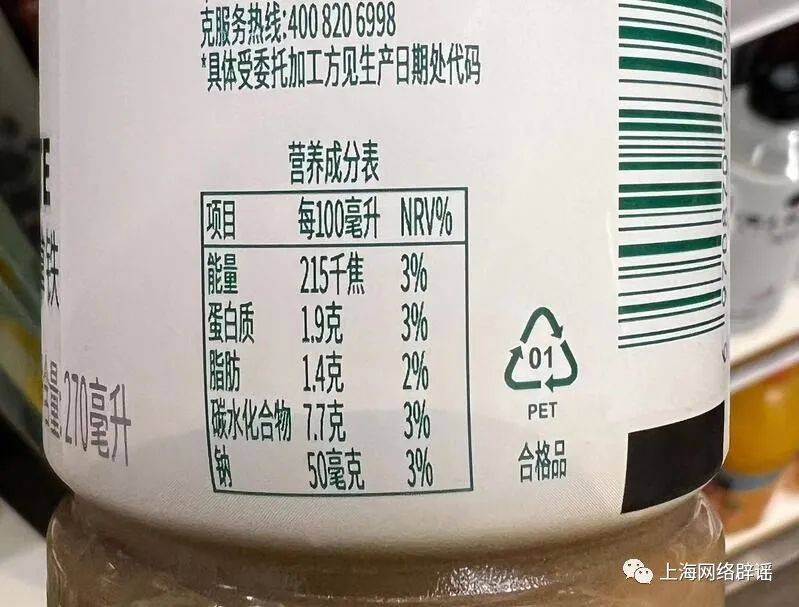 克服务热线:400 820 6998
*具体受委托加工方见生产日期处代码
营养成分表
项目 每100毫升 NRV%
能量 215千焦 3%
蛋白质 1.9克 3%
脂肪 1.4克 2%
碳水化合物 7.7克 3%
钠 50毫克 3%
E
铁
量:270毫升
01
PET
合格品
上海网络辟谣